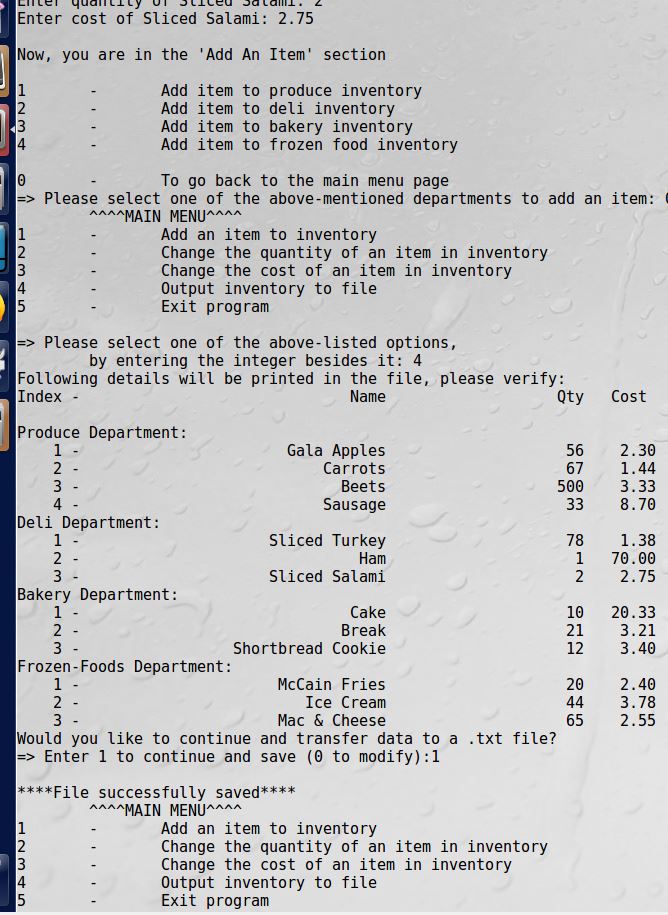 Enter quantity of Sliced Salami: 2
Enter cost of Sliced Salami: 2.75
Now, you are in the 'Add An Item' section
1 - Add item to produce inventory
2 - Add item to deli inventory
3 - Add item to bakery inventory
4 - Add item to frozen food inventory
0 - To go back to the main menu page
=> Please select one of the above-mentioned departments to add an item: 0
^^^^MAIN MENU^^^^
1 - Add an item to inventory
2 - Change the quantity of an item in inventory
3 - Change the cost of an item in inventory
4 - Output inventory to file
5 - Exit program
=> Please select one of the above-listed options,
by entering the integer besides it: 4
Following details will be printed in the file, please verify:
Index - Name Qty Cost
Produce Department:
1 - Gala Apples 56 2.30
2 - Carrots 67 1.44
3 - Beets 500 3.33
4 - Sausage 33 8.70
Deli Department:
1 - Sliced Turkey 78 1.38
2 - Ham 1 70.00
3 - Sliced Salami 2 2.75
Bakery Department:
1 - Cake 10 20.33
2 - Break 21 3.21
3 - Shortbread Cookie 12 3.40
Frozen-Foods Department:
1 - McCain Fries 20 2.40
2 - Ice Cream 44 3.78
3 - Mac & Cheese 65 2.55
Would you like to continue and transfer data to a .txt file?
=> Enter 1 to continue and save (0 to modify):1
****File successfully saved****
^^^^MAIN MENU^^^^
1 - Add an item to inventory
2 - Change the quantity of an item in inventory
3 - Change the cost of an item in inventory
4 - Output inventory to file
5 - Exit program